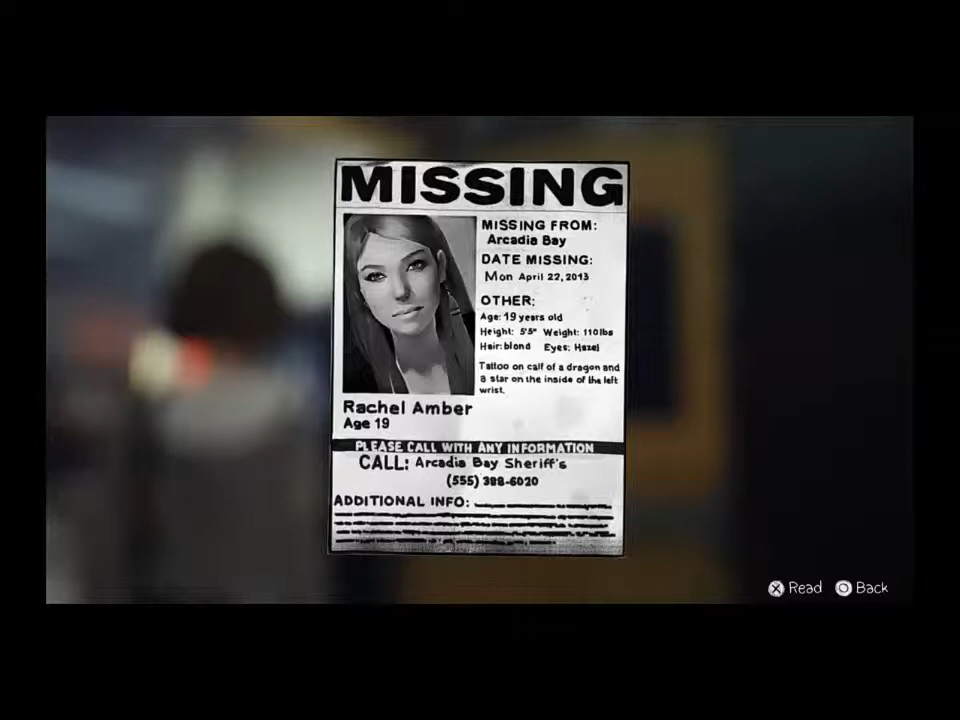 MISSING
MISSING FROM:
Arcadia Bay
DATE MISSING:
Mon April 22, 2013
OTHER:
Age: 19 years old
Height: 5'5" Weight: 110lbs
Hair: blond Eyes: Hazel
Tattoo on calf of a dragon and
a star on the inside of the left
wrist.
Rachel Amber
Age 19
PLEASE CALL WITH ANY INFORMATION
CALL: Arcadia Bay Sheriff's
(555) 398-6020
ADDITIONAL INFO:
Read Back